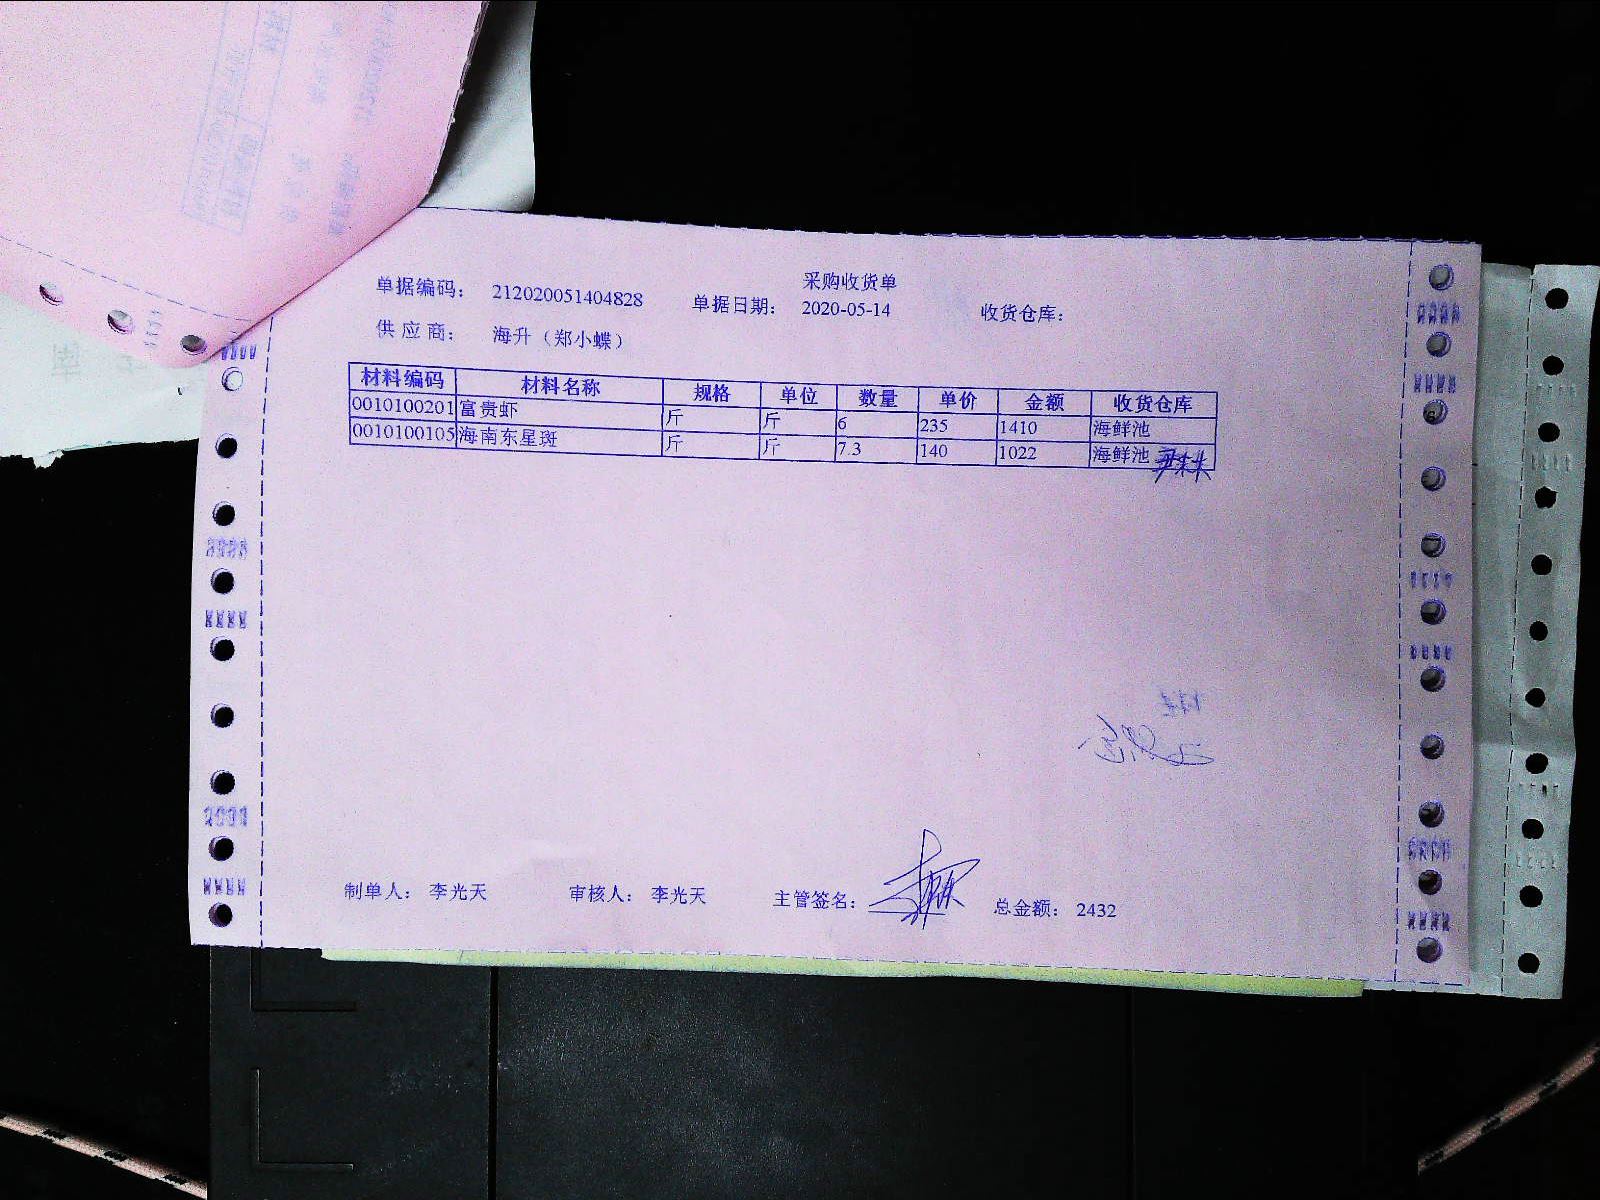 采购收货单
单据编码: 212020051404828 单据日期: 2020-05-14 收货仓库:
供应商: 海升（郑小蝶）
材料编码 材料名称 规格 单位 数量 单价 金额 收货仓库
0010100201 富贵虾 斤 斤 6 235 1410 海鲜池
0010100105 海南东星斑 斤 斤 7.3 140 1022 海鲜池
制单人: 李光天 审核人: 李光天 主管签名: 总金额: 2432